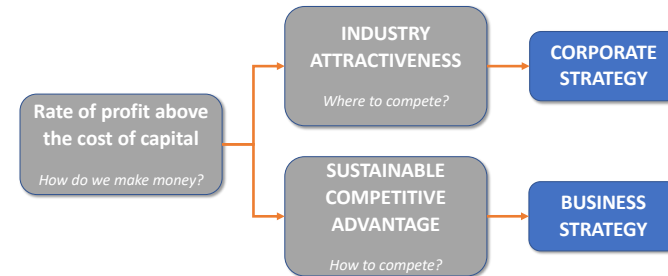 Rate of profit above
the cost of capital
How do we make money?
INDUSTRY
ATTRACTIVENESS
Where to compete?
CORPORATE
STRATEGY
SUSTAINABLE
COMPETITIVE
ADVANTAGE
How to compete?
BUSINESS
STRATEGY